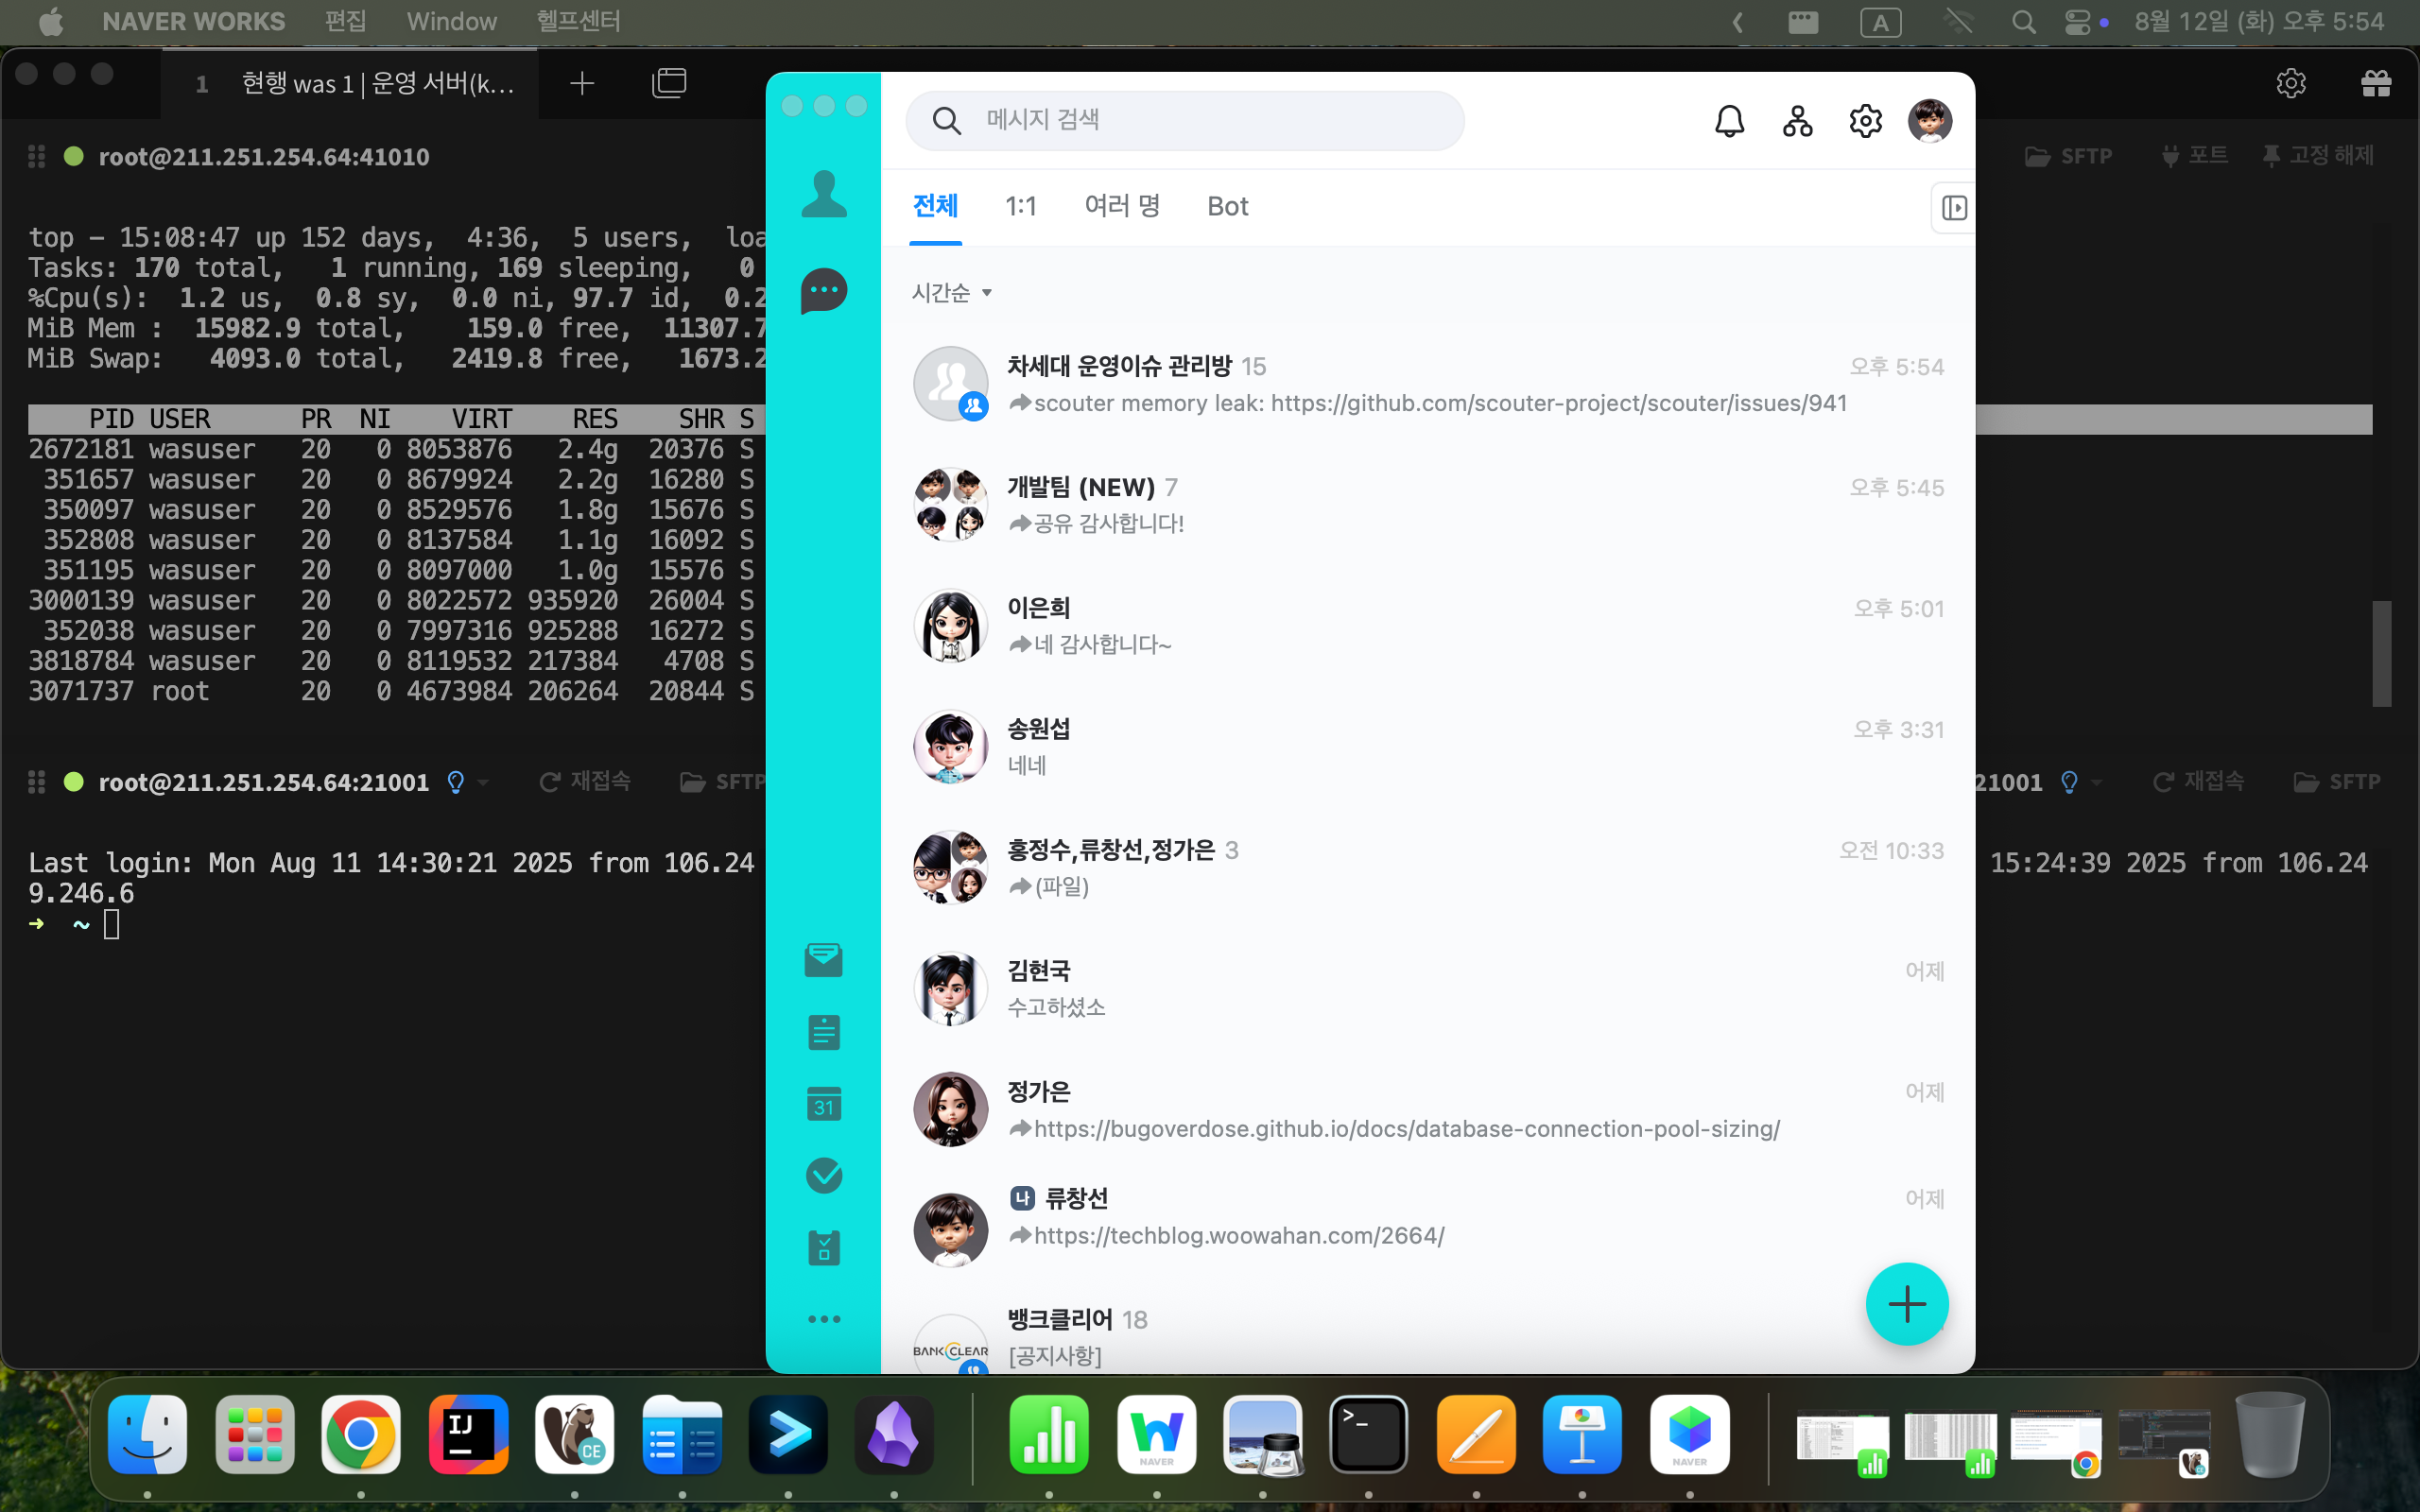 NAVER WORKS 편집 Window 헬프센터 A 8월 12일 (화) 오후 5:54
1 현행 was 1 | 운영 서버(k...
root@211.251.254.64:41010
SFTP 포트 고정 해제
top - 15:08:47 up 152 days, 4:36, 5 users, loa
Tasks: 170 total, 1 running, 169 sleeping, 0
%Cpu(s): 1.2 us, 0.8 sy, 0.0 ni, 97.7 id, 0.2
MiB Mem : 15982.9 total, 159.0 free, 11307.7
MiB Swap: 4093.0 total, 2419.8 free, 1673.2
PID USER PR NI VIRT RES SHR S
2672181 wasuser 20 0 8053876 2.4g 20376 S
351657 wasuser 20 0 8679924 2.2g 16280 S
350097 wasuser 20 0 8529576 1.8g 15676 S
352808 wasuser 20 0 8137584 1.1g 16092 S
351195 wasuser 20 0 8097000 1.0g 15576 S
3000139 wasuser 20 0 8022572 935920 26004 S
352038 wasuser 20 0 7997316 925288 16272 S
3818784 wasuser 20 0 8119532 217384 4708 S
3071737 root 20 0 4673984 206264 20844 S
root@211.251.254.64:21001 재접속 SFTP
Last login: Mon Aug 11 14:30:21 2025 from 106.24
9.246.6
➜ ~
메시지 검색
전체 1:1 여러 명 Bot
시간순
차세대 운영이슈 관리방 15 오후 5:54
scouter memory leak: https://github.com/scouter-project/scouter/issues/941
개발팀 (NEW) 7 오후 5:45
공유 감사합니다!
이은희 오후 5:01
네 감사합니다~
송원섭 오후 3:31
네네
홍정수,류창선,정가은 3 오전 10:33
(파일)
김현국 어제
수고하셨소
정가은 어제
https://bugoverdose.github.io/docs/database-connection-pool-sizing/
나 류창선 어제
https://techblog.woowahan.com/2664/
뱅크클리어 18
BANKCLEAR [공지사항]
31
21001 재접속 SFTP
15:24:39 2025 from 106.24
IJ
CE
NAVER
>_
NAVER